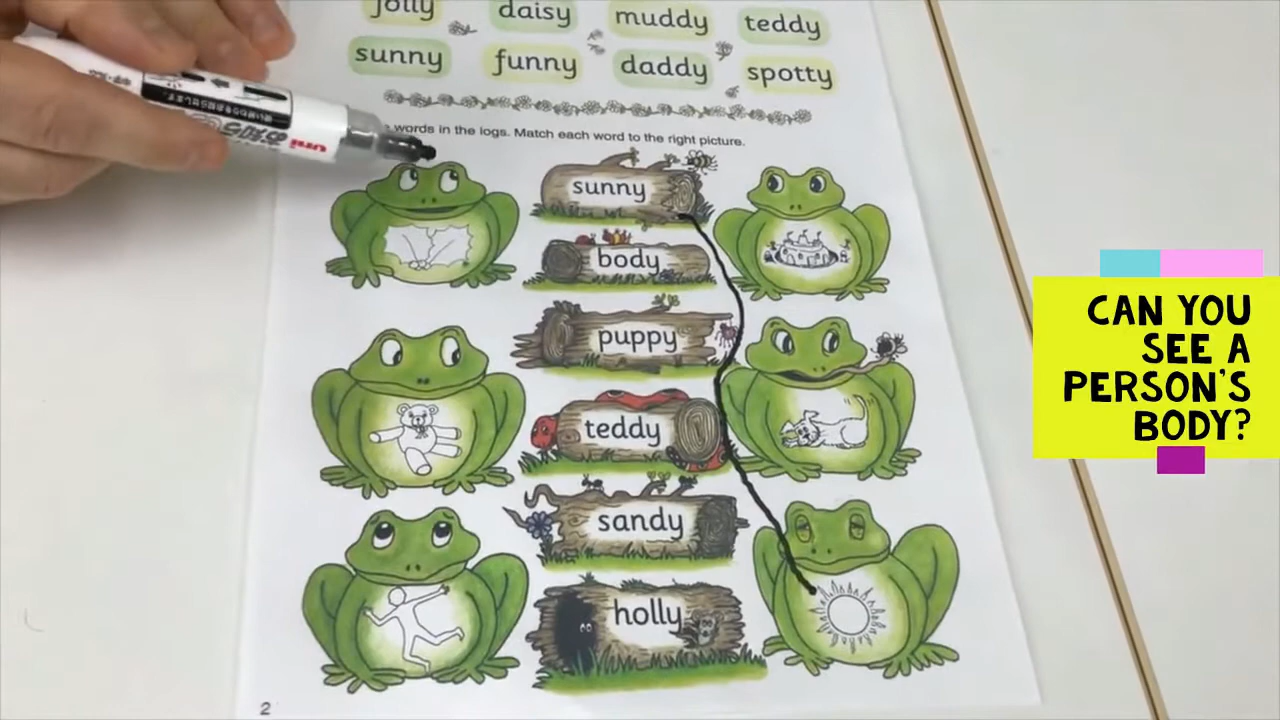 jolly daisy muddy teddy
sunny funny daddy spotty
words in the logs. Match each word to the right picture.
sunny
body
puppy
teddy
sandy
holly
2
uni
CAN YOU
SEE A
PERSON'S
BODY?